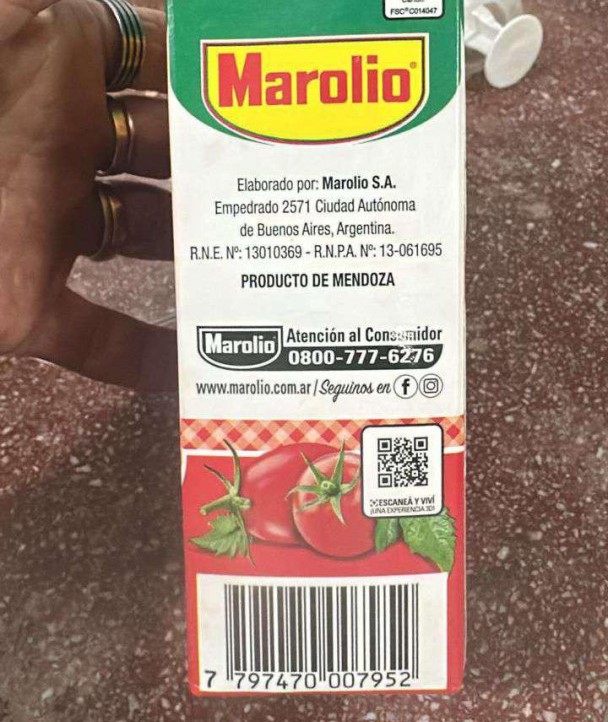 FSC®C014047
Marolio®
Elaborado por: Marolio S.A.
Empedrado 2571 Ciudad Autónoma
de Buenos Aires, Argentina.
R.N.E. Nº: 13010369 - R.N.P.A. Nº: 13-061695
PRODUCTO DE MENDOZA
Marolio
Atención al Consumidor
0800-777-6276
www.marolio.com.ar / Seguinos en
ESCANEÁ Y VIVÍ
¡UNA EXPERIENCIA 3D!
7 797470 007952